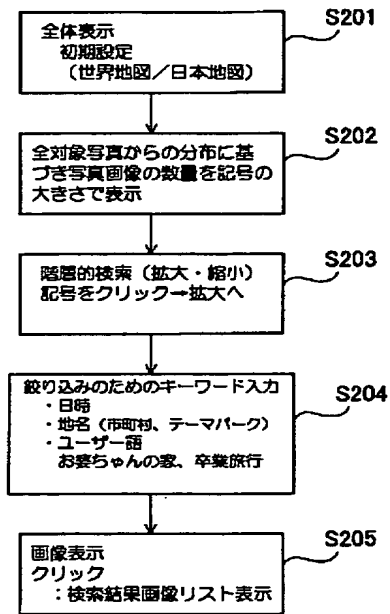 S201
全体表示
初期設定
（世界地図／日本地図）
S202
全対象写真からの分布に基
づき写真画像の数量を記号の
大きさで表示
S203
階層的検索（拡大・縮小）
記号をクリック→拡大へ
S204
絞り込みのためのキーワード入力
・日時
・地名（市町村、テーマパーク）
・ユーザー語
お婆ちゃんの家、卒業旅行
S205
画像表示
クリック
：検索結果画像リスト表示